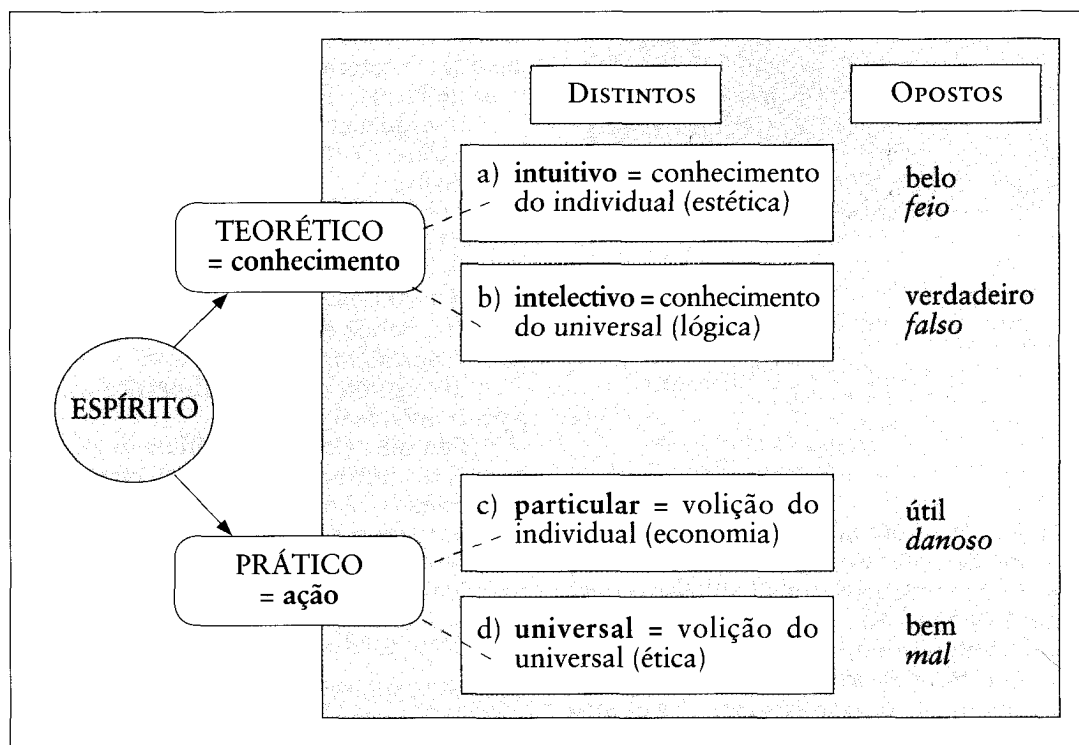 DISTINTOS
OPOSTOS
a) intuitivo = conhecimento
do individual (estética)
belo
feio
TEORÉTICO
= conhecimento
b) intelectivo = conhecimento
do universal (lógica)
verdadeiro
falso
ESPÍRITO
c) particular = volição do
individual (economia)
útil
danoso
PRÁTICO
= ação
d) universal = volição do
universal (ética)
bem
mal